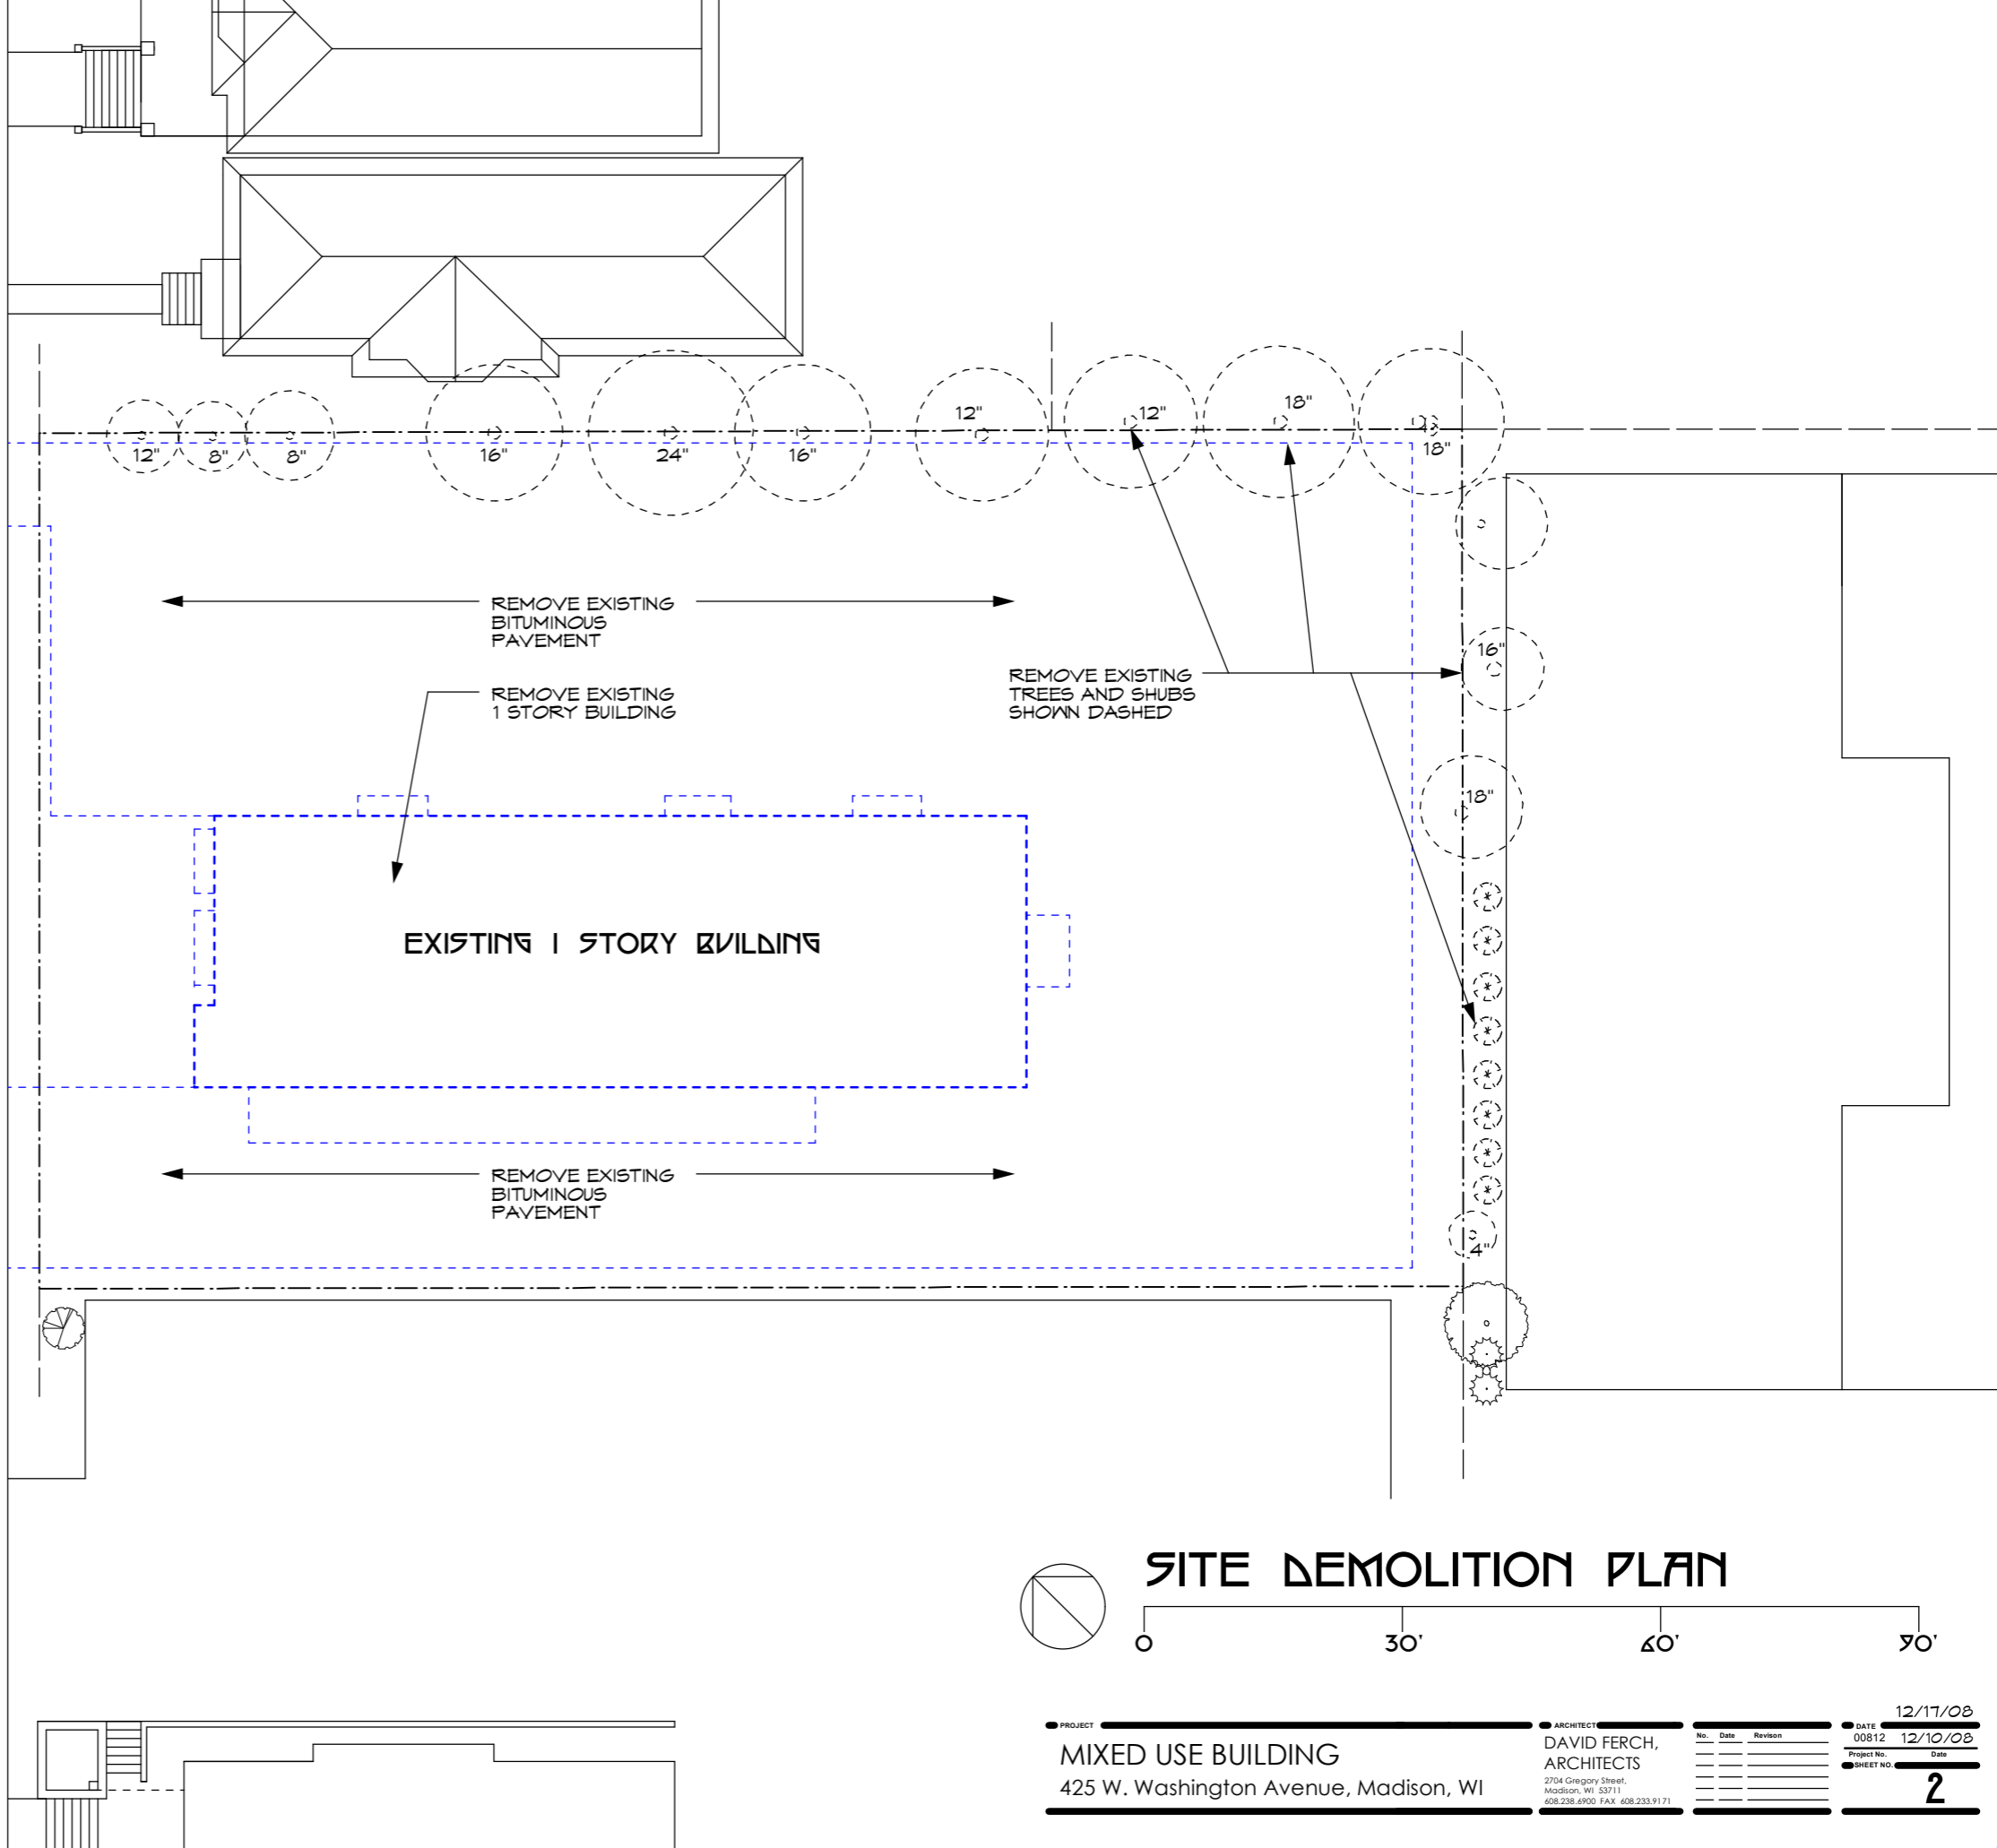 12"
8"
8"
16"
24"
16"
12"
12"
18"
18"
REMOVE EXISTING
BITUMINOUS
PAVEMENT
REMOVE EXISTING
1 STORY BUILDING
REMOVE EXISTING
TREES AND SHUBS
SHOWN DASHED
16"
18"
EXISTING 1 STORY BUILDING
REMOVE EXISTING
BITUMINOUS
PAVEMENT
4"
SITE DEMOLITION PLAN
0 30' 60' 90'
PROJECT
MIXED USE BUILDING
425 W. Washington Avenue, Madison, WI
ARCHITECT
DAVID FERCH,
ARCHITECTS
2704 Gregory Street,
Madison, WI 53711
608.238.6900 FAX 608.233.9171
No. Date Revison
12/17/08
DATE
00812 12/10/08
Project No. Date
SHEET NO.
2